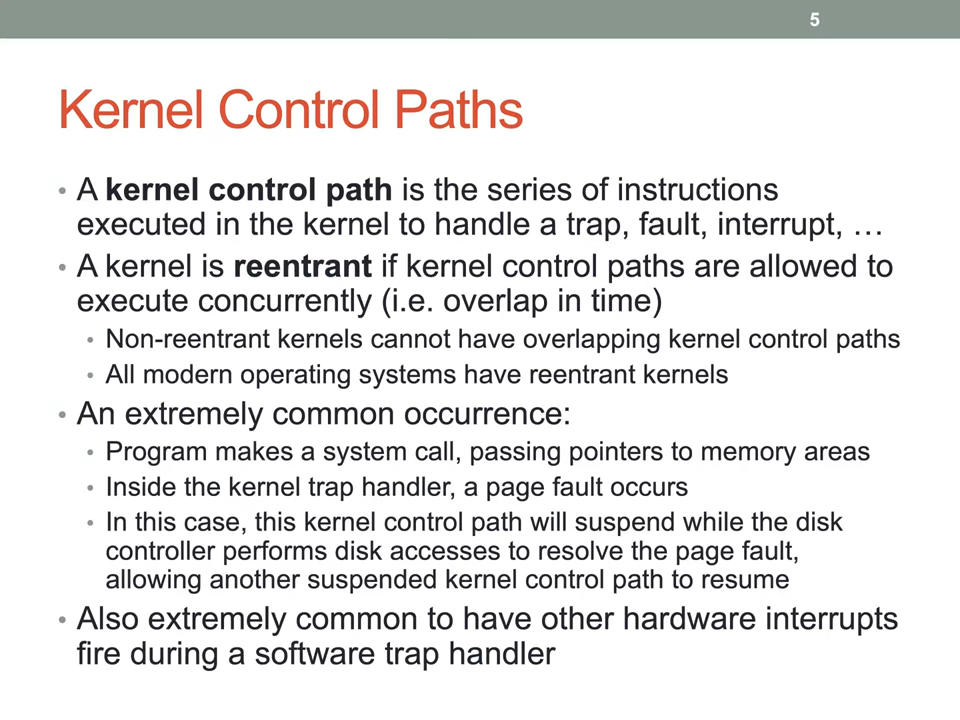 5
Kernel Control Paths
• A kernel control path is the series of instructions
executed in the kernel to handle a trap, fault, interrupt, …
• A kernel is reentrant if kernel control paths are allowed to
execute concurrently (i.e. overlap in time)
• Non-reentrant kernels cannot have overlapping kernel control paths
• All modern operating systems have reentrant kernels
• An extremely common occurrence:
• Program makes a system call, passing pointers to memory areas
• Inside the kernel trap handler, a page fault occurs
• In this case, this kernel control path will suspend while the disk
controller performs disk accesses to resolve the page fault,
allowing another suspended kernel control path to resume
• Also extremely common to have other hardware interrupts
fire during a software trap handler